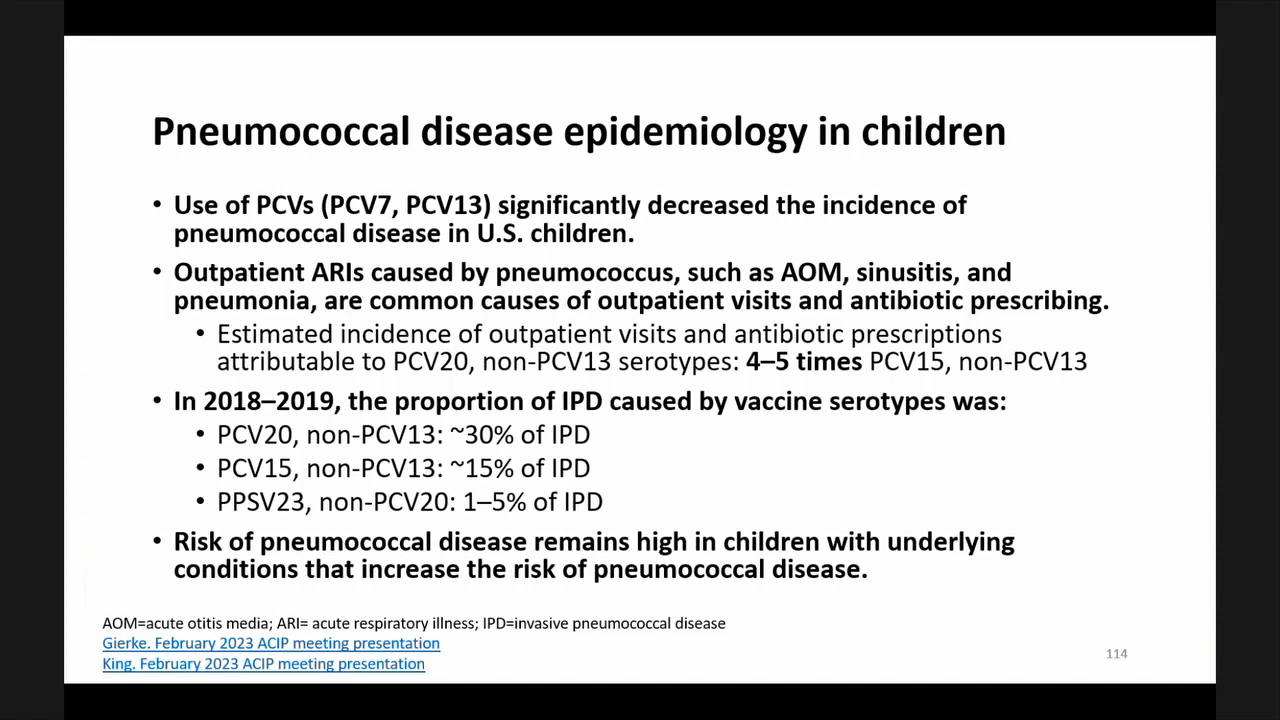 Pneumococcal disease epidemiology in children
• Use of PCVs (PCV7, PCV13) significantly decreased the incidence of
pneumococcal disease in U.S. children.
• Outpatient ARIs caused by pneumococcus, such as AOM, sinusitis, and
pneumonia, are common causes of outpatient visits and antibiotic prescribing.
• Estimated incidence of outpatient visits and antibiotic prescriptions
attributable to PCV20, non-PCV13 serotypes: 4–5 times PCV15, non-PCV13
• In 2018–2019, the proportion of IPD caused by vaccine serotypes was:
• PCV20, non-PCV13: ~30% of IPD
• PCV15, non-PCV13: ~15% of IPD
• PPSV23, non-PCV20: 1–5% of IPD
• Risk of pneumococcal disease remains high in children with underlying
conditions that increase the risk of pneumococcal disease.
AOM=acute otitis media; ARI= acute respiratory illness; IPD=invasive pneumococcal disease
Gierke. February 2023 ACIP meeting presentation
King. February 2023 ACIP meeting presentation
114